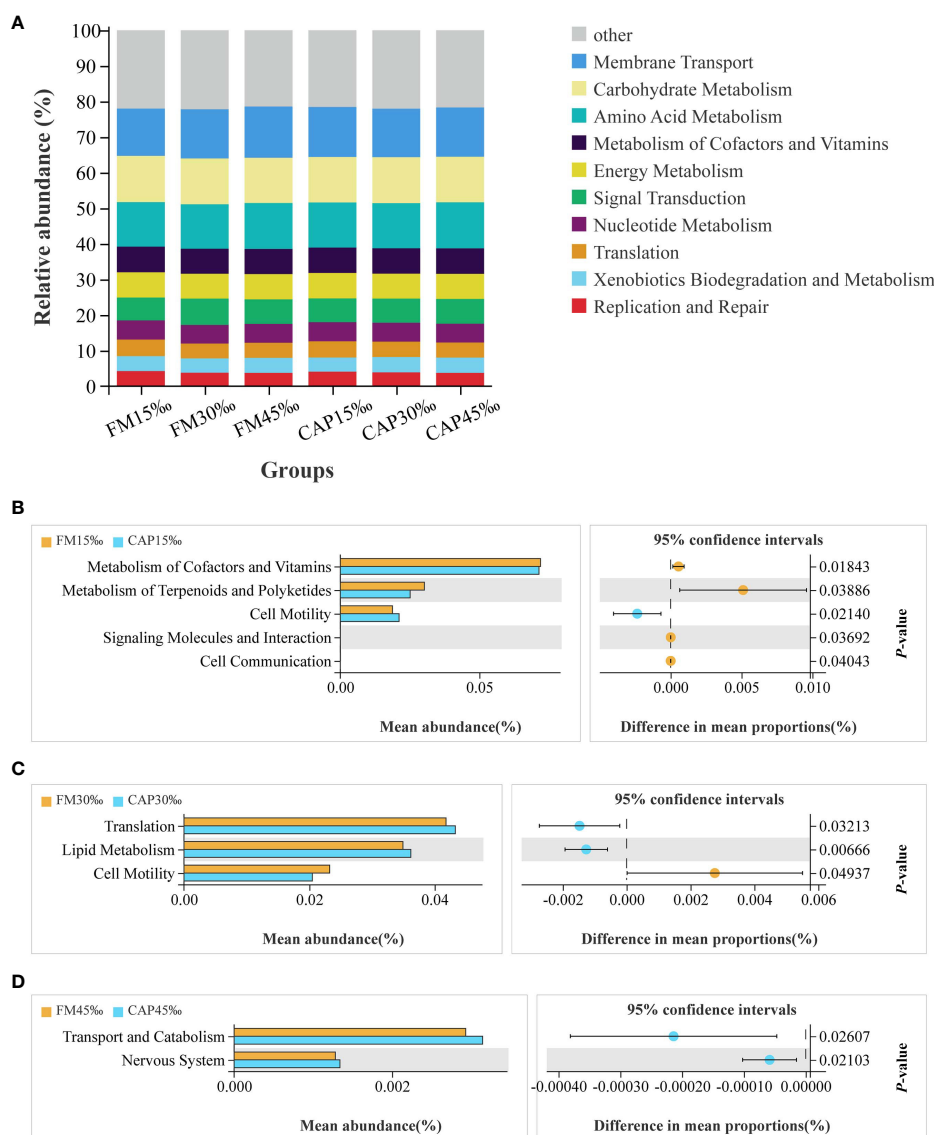 A
Relative abundance (%)
100
80
60
40
20
0
FM15‰ FM30‰ FM45‰ CAP15‰ CAP30‰ CAP45‰
Groups
other
Membrane Transport
Carbohydrate Metabolism
Amino Acid Metabolism
Metabolism of Cofactors and Vitamins
Energy Metabolism
Signal Transduction
Nucleotide Metabolism
Translation
Xenobiotics Biodegradation and Metabolism
Replication and Repair
B
FM15‰ CAP15‰
Metabolism of Cofactors and Vitamins
Metabolism of Terpenoids and Polyketides
Cell Motility
Signaling Molecules and Interaction
Cell Communication
0.00 0.05
Mean abundance(%)
95% confidence intervals
0.01843
0.03886
0.02140
0.03692
0.04043
P-value
0.000 0.005 0.010
Difference in mean proportions(%)
C
FM30‰ CAP30‰
Translation
Lipid Metabolism
Cell Motility
0.00 0.02 0.04
Mean abundance(%)
95% confidence intervals
0.03213
0.00666
0.04937
P-value
-0.002 0.000 0.002 0.004 0.006
Difference in mean proportions(%)
D
FM45‰ CAP45‰
Transport and Catabolism
Nervous System
0.000 0.002
Mean abundance(%)
95% confidence intervals
0.02607
0.02103
P-value
-0.00040 -0.00030 -0.00020 -0.00010 0.00000
Difference in mean proportions(%)